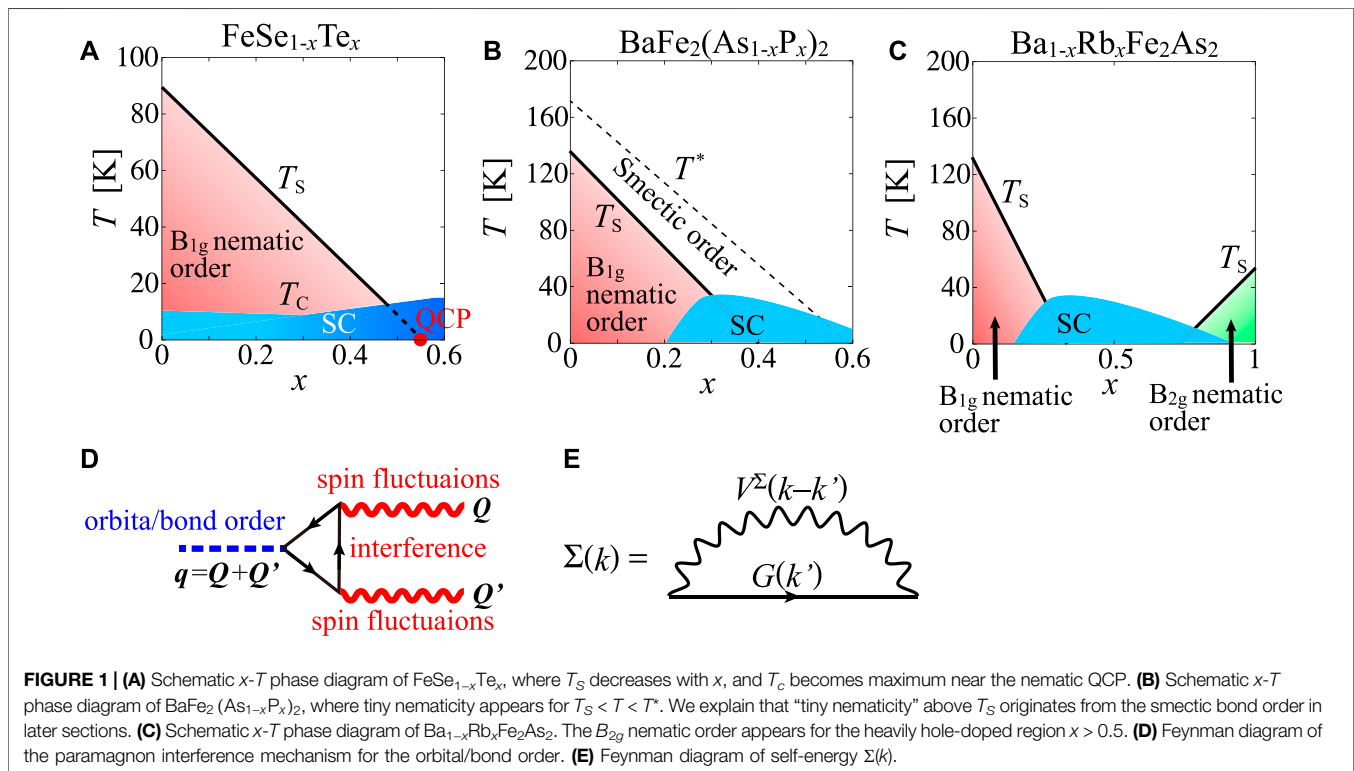 A
FeSe1-xTex
100
80
60
40
20
0
T [K]
TS
B1g nematic
order
TC
SC
QCP
0 0.2 0.4 0.6
x
B
BaFe2(As1-xPx)2
200
160
120
80
40
0
T [K]
T*
Smectic order
TS
B1g
nematic
order
SC
0 0.2 0.4 0.6
x
C
Ba1-xRbxFe2As2
200
160
120
80
40
0
T [K]
TS
TS
SC
0 0.5 1
x
B1g nematic
order
B2g nematic
order
D
spin fluctuaions
Q
orbita/bond order
interference
q=Q+Q'
Q'
spin fluctuaions
E
VΣ(k–k')
Σ(k) =
G(k')
FIGURE 1 | (A) Schematic x-T phase diagram of FeSe1−xTex, where TS decreases with x, and Tc becomes maximum near the nematic QCP. (B) Schematic x-T
phase diagram of BaFe2 (As1−xPx)2, where tiny nematicity appears for TS < T < T*. We explain that “tiny nematicity” above TS originates from the smectic bond order in
later sections. (C) Schematic x-T phase diagram of Ba1−xRbxFe2As2. The B2g nematic order appears for the heavily hole-doped region x > 0.5. (D) Feynman diagram of
the paramagnon interference mechanism for the orbital/bond order. (E) Feynman diagram of self-energy Σ(k).